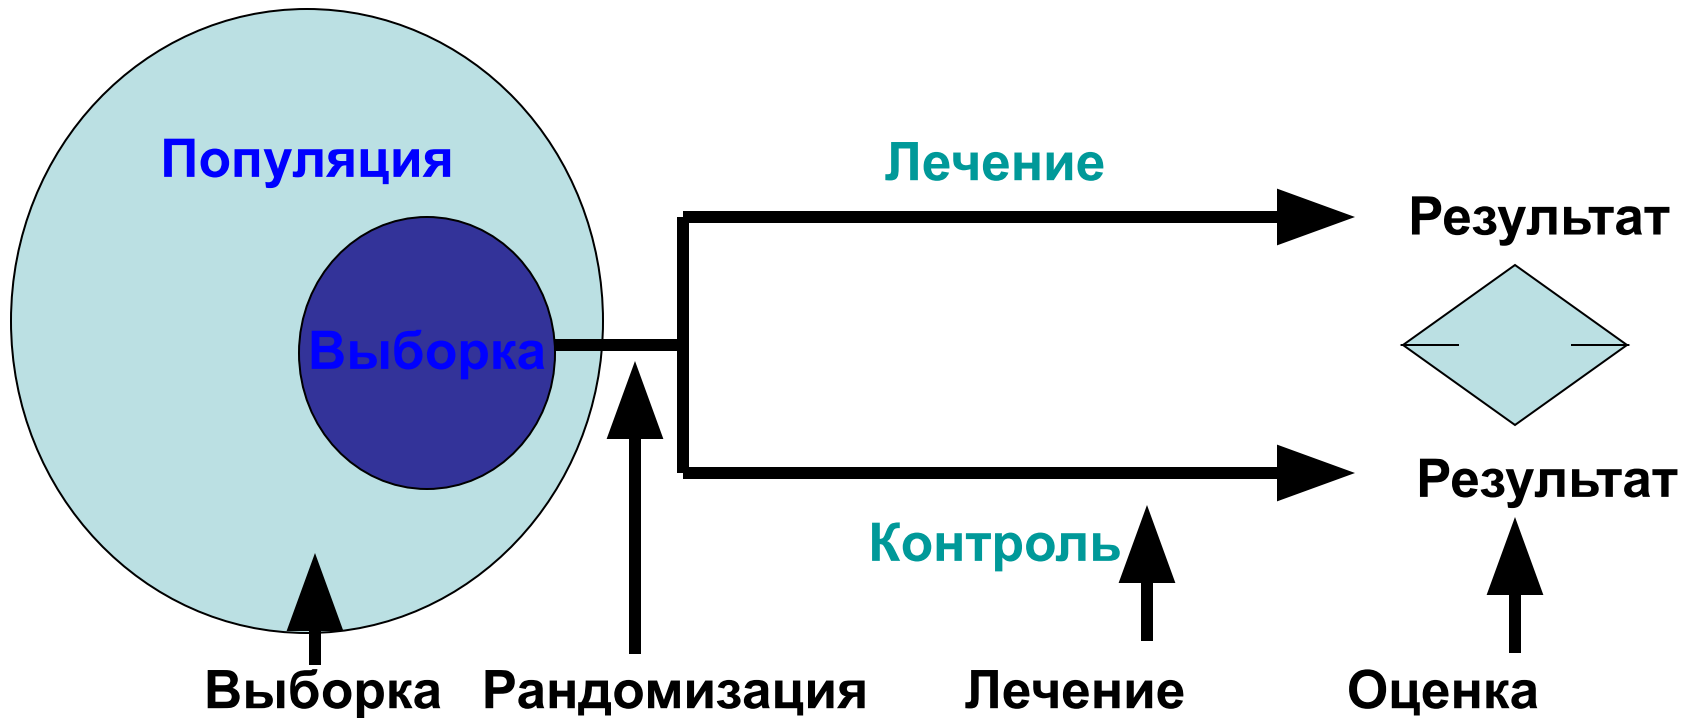 Популяция
Выборка
Лечение
Результат
Контроль
Результат
Выборка
Рандомизация
Лечение
Оценка